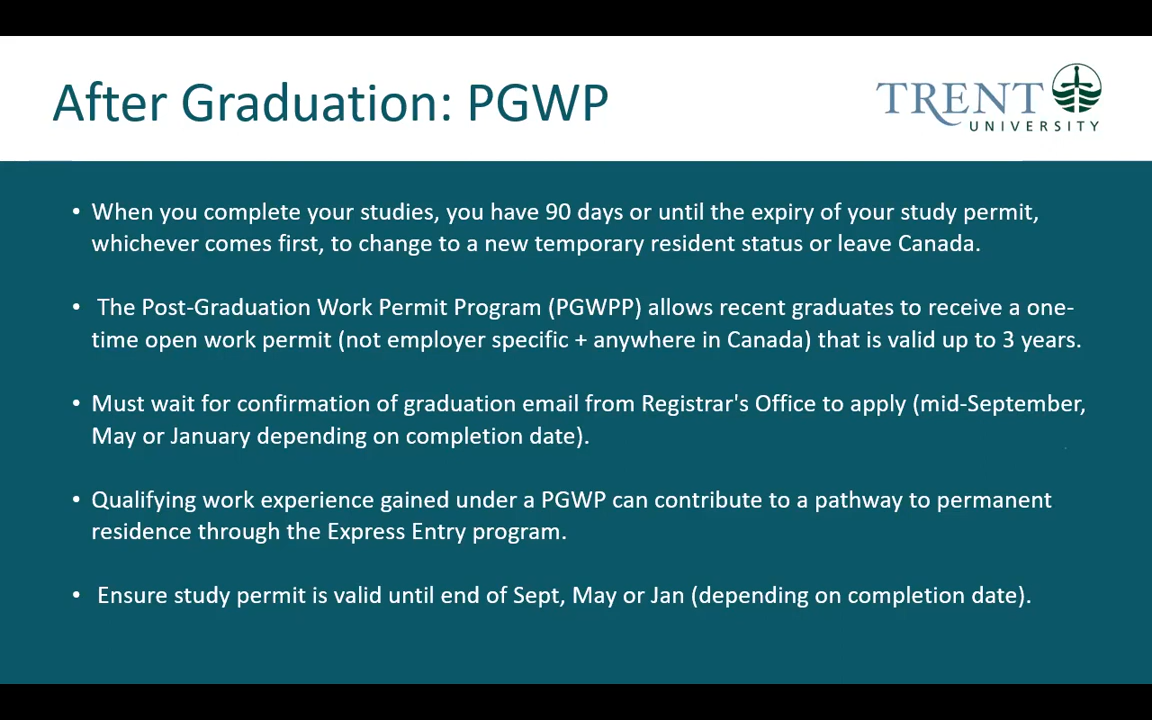 After Graduation: PGWP
TRENT
UNIVERSITY
• When you complete your studies, you have 90 days or until the expiry of your study permit,
whichever comes first, to change to a new temporary resident status or leave Canada.
• The Post-Graduation Work Permit Program (PGWPP) allows recent graduates to receive a one-
time open work permit (not employer specific + anywhere in Canada) that is valid up to 3 years.
• Must wait for confirmation of graduation email from Registrar's Office to apply (mid-September,
May or January depending on completion date).
• Qualifying work experience gained under a PGWP can contribute to a pathway to permanent
residence through the Express Entry program.
• Ensure study permit is valid until end of Sept, May or Jan (depending on completion date).